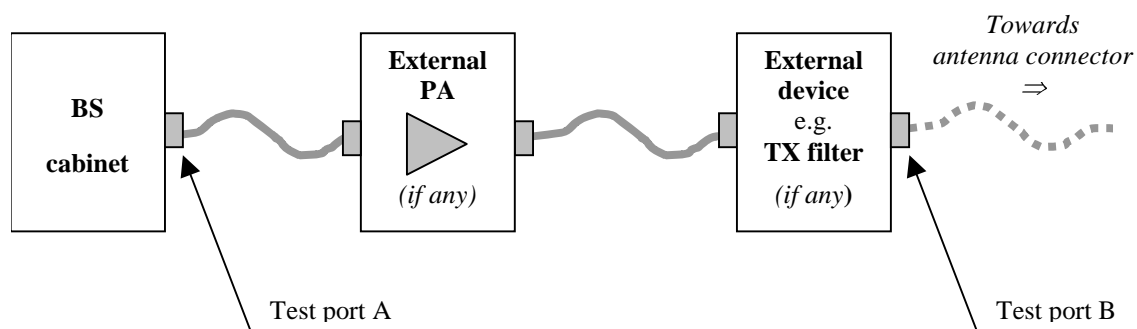 BS
cabinet
External
PA
(if any)
External
device
e.g.
TX filter
(if any)
Towards
antenna connector
⇒
Test port A
Test port B